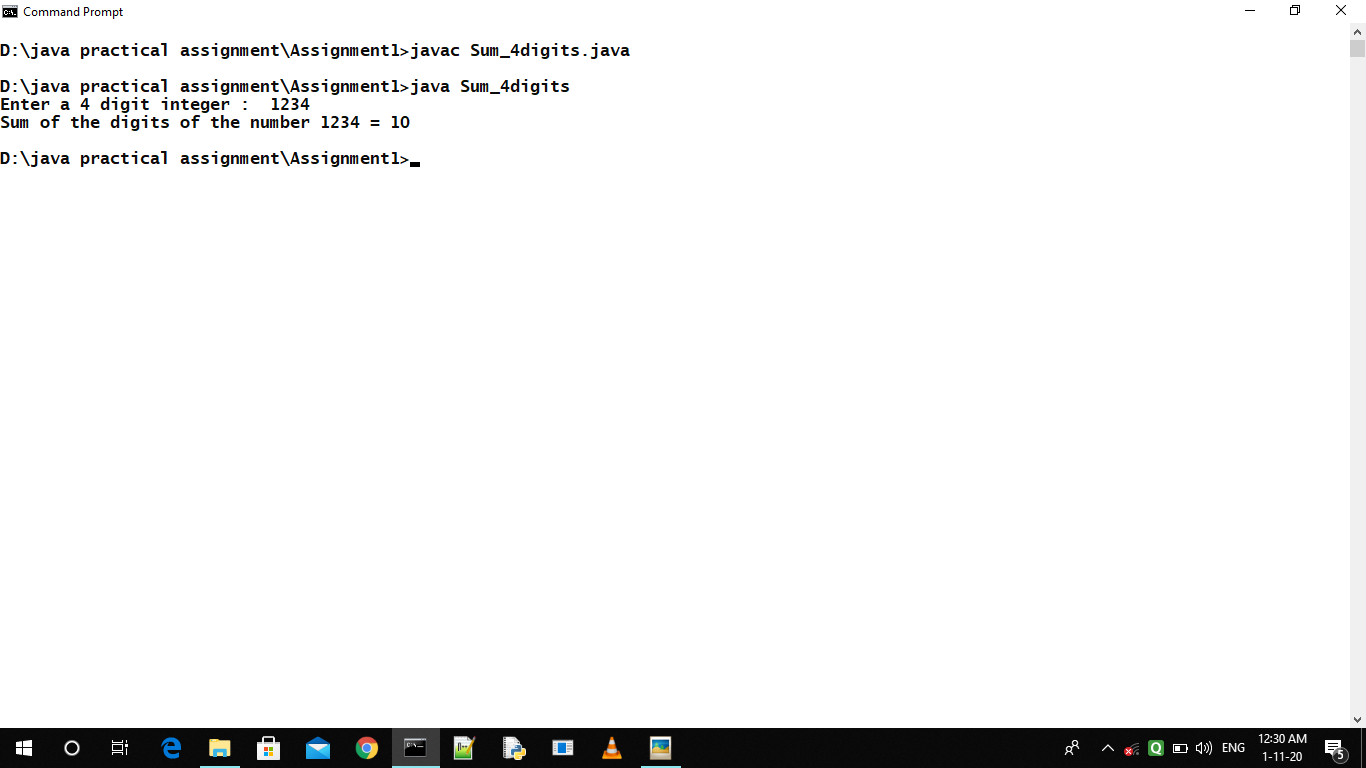 Command Prompt
D:\java practical assignment\Assignment1>javac Sum_4digits.java
D:\java practical assignment\Assignment1>java Sum_4digits
Enter a 4 digit integer :  1234
Sum of the digits of the number 1234 = 10
D:\java practical assignment\Assignment1>
ENG
12:30 AM
1-11-20
5